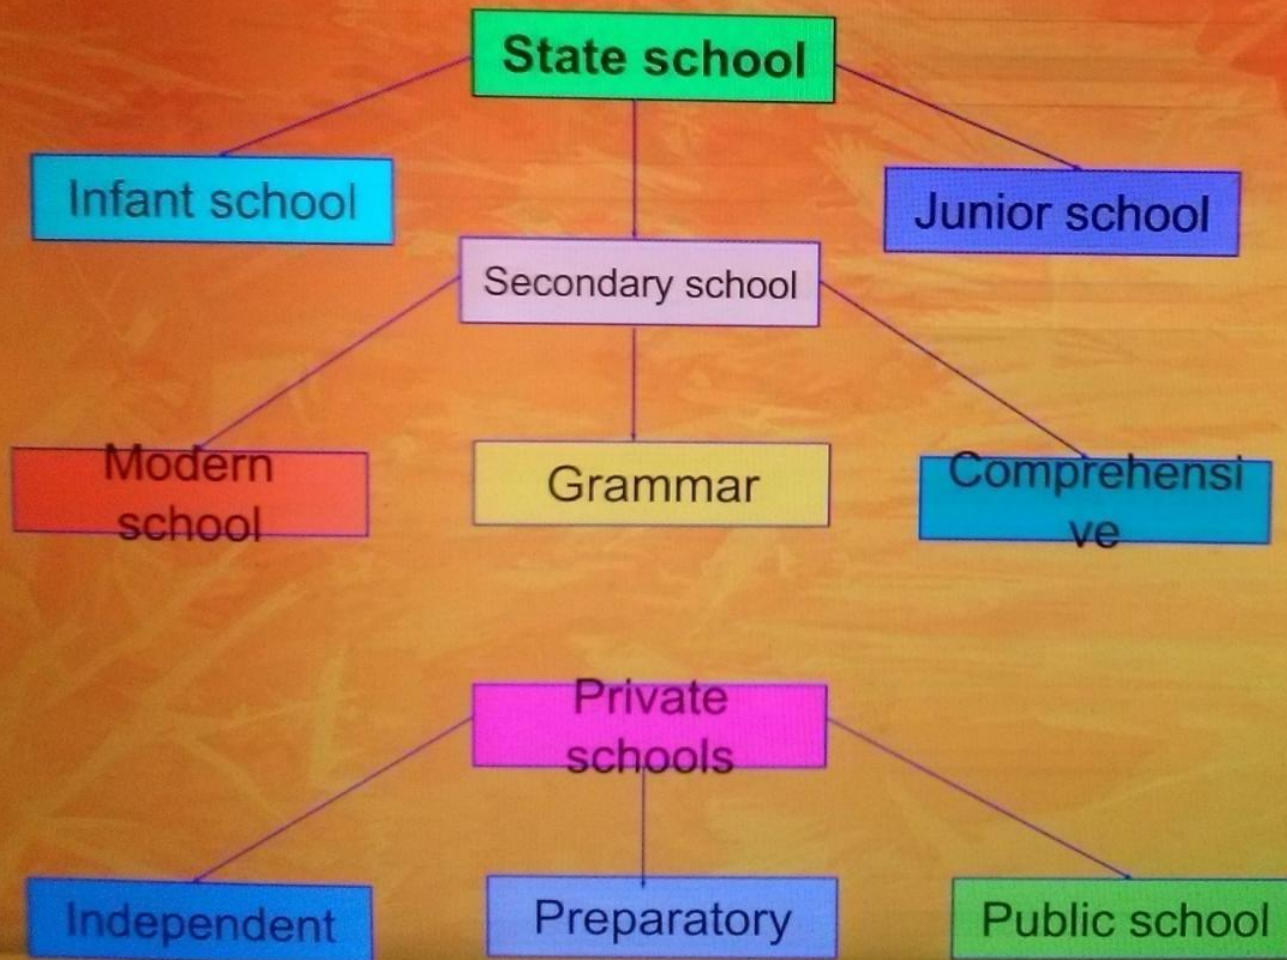 State school
Infant school
Junior school
Secondary school
Modern
school
Grammar
Comprehensi
ve
Private
schools
Independent
Preparatory
Public school